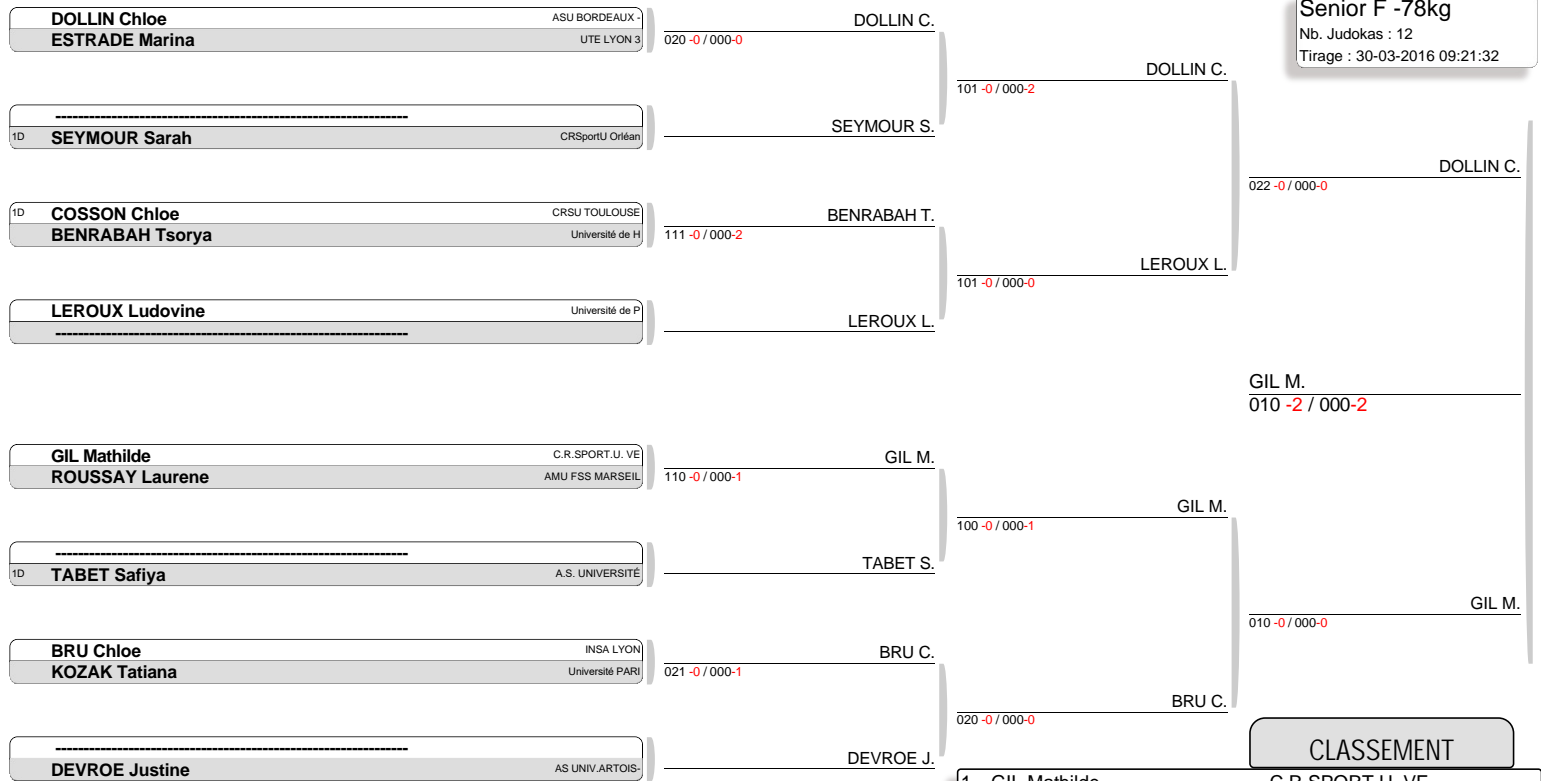 Senior F -78kg
Nb. Judokas : 12
Tirage : 30-03-2016 09:21:32
DOLLIN Chloe ASU BORDEAUX -
ESTRADE Marina UTE LYON 3
DOLLIN C.
020 -0 / 000-0
DOLLIN C.
101 -0 / 000-2
----------------------------------------------------------------
1D SEYMOUR Sarah CRSportU Orléan
SEYMOUR S.
DOLLIN C.
022 -0 / 000-0
1D COSSON Chloe CRSU TOULOUSE
BENRABAH Tsorya Université de H
BENRABAH T.
111 -0 / 000-2
LEROUX L.
101 -0 / 000-0
LEROUX Ludovine Université de P
----------------------------------------------------------------
LEROUX L.
GIL M.
010 -2 / 000-2
GIL Mathilde C.R.SPORT.U. VE
ROUSSAY Laurene AMU FSS MARSEIL
GIL M.
110 -0 / 000-1
GIL M.
100 -0 / 000-1
----------------------------------------------------------------
1D TABET Safiya A.S. UNIVERSITÉ
TABET S.
GIL M.
010 -0 / 000-0
BRU Chloe INSA LYON
KOZAK Tatiana Université PARI
BRU C.
021 -0 / 000-1
BRU C.
020 -0 / 000-0
----------------------------------------------------------------
DEVROE Justine AS UNIV.ARTOIS-
DEVROE J.
CLASSEMENT
1 GIL Mathilde C.R.SPORT.U. VE